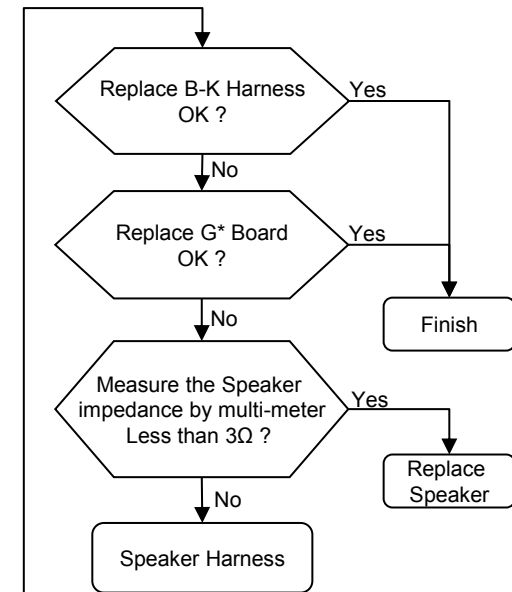 Replace B-K Harness
OK ?
Yes
No
Replace G* Board
OK ?
Yes
No
Finish
Measure the Speaker
impedance by multi-meter
Less than 3Ω ?
Yes
No
Replace
Speaker
Speaker Harness